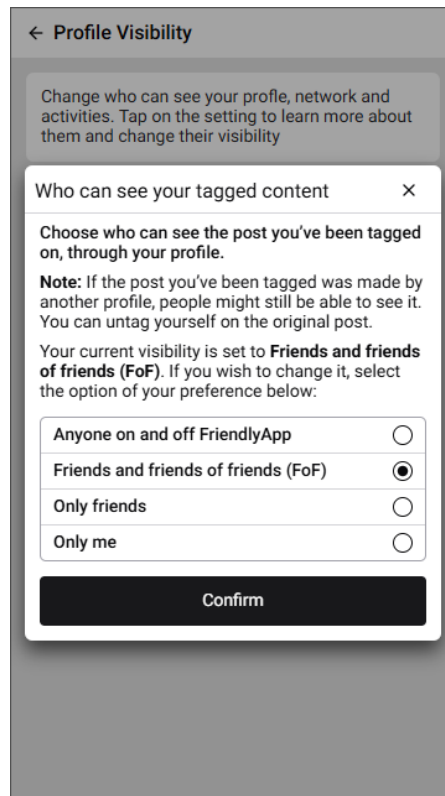 ← Profile Visibility
Change who can see your profle, network and
activities. Tap on the setting to learn more about
them and change their visibility
Who can see your tagged content ×
Choose who can see the post you’ve been tagged
on, through your profile.
Note: If the post you’ve been tagged was made by
another profile, people might still be able to see it.
You can untag yourself on the original post.
Your current visibility is set to Friends and friends
of friends (FoF). If you wish to change it, select
the option of your preference below:
Anyone on and off FriendlyApp
Friends and friends of friends (FoF)
Only friends
Only me
Confirm